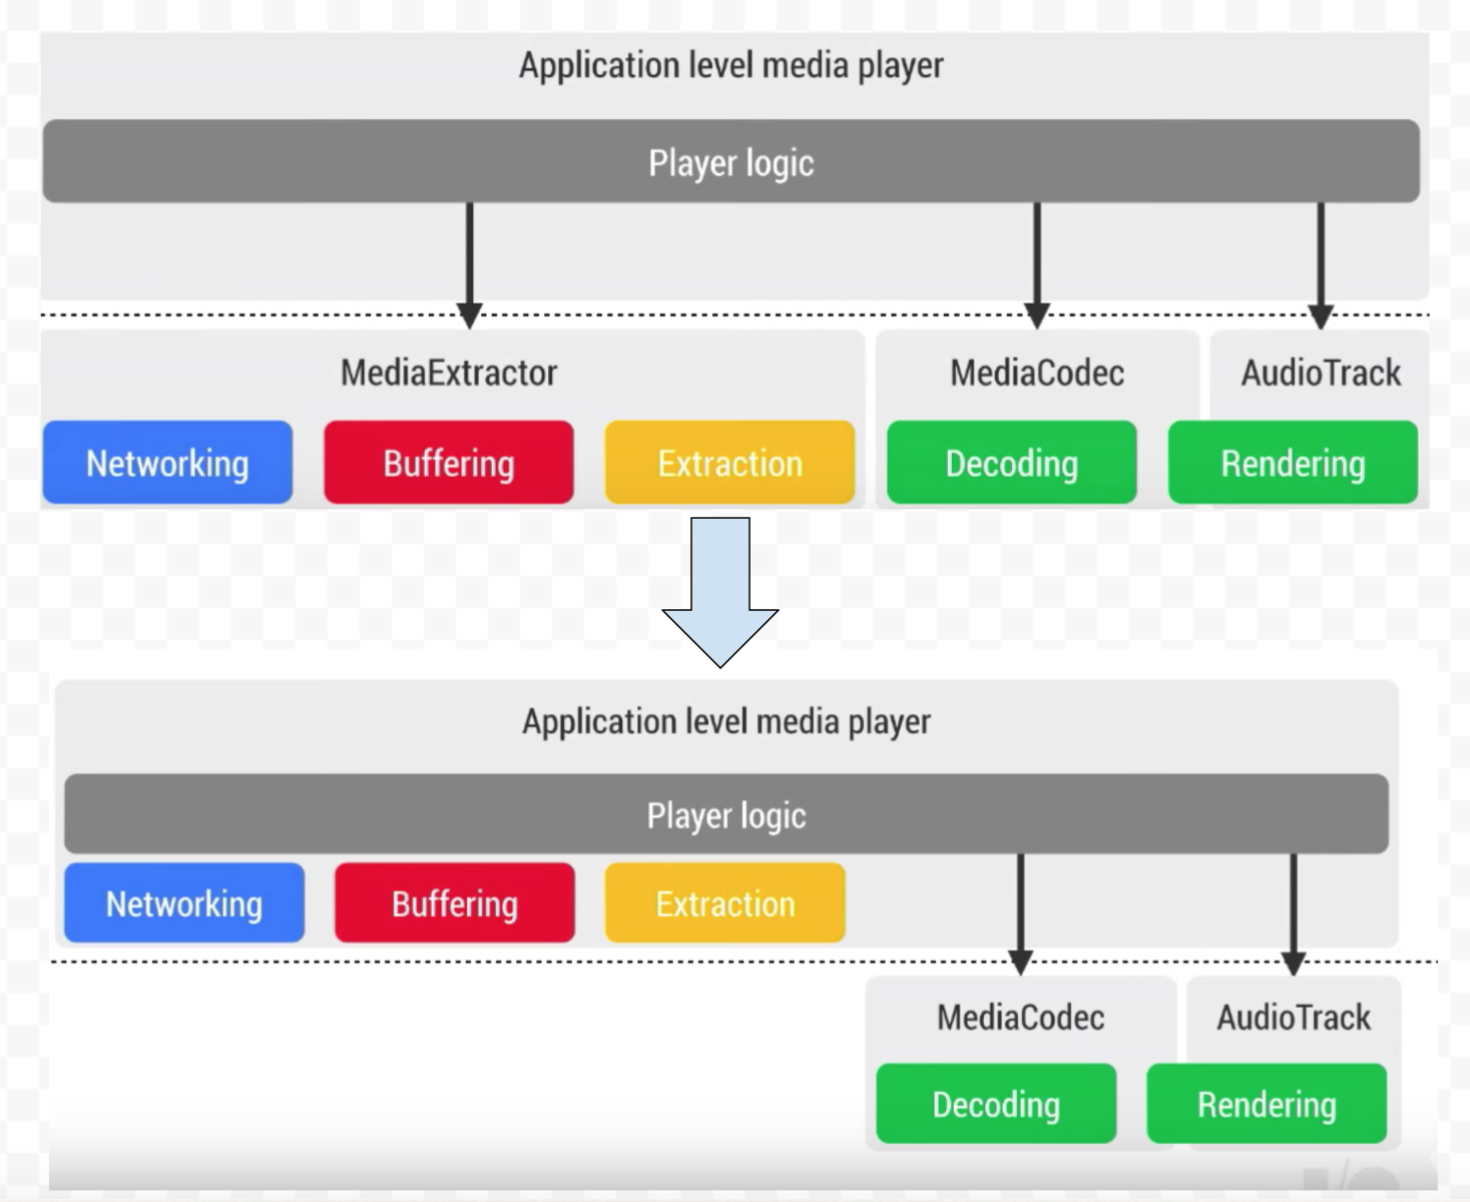 Application level media player
Player logic
MediaExtractor
MediaCodec
AudioTrack
Networking
Buffering
Extraction
Decoding
Rendering
Application level media player
Player logic
Networking
Buffering
Extraction
MediaCodec
AudioTrack
Decoding
Rendering